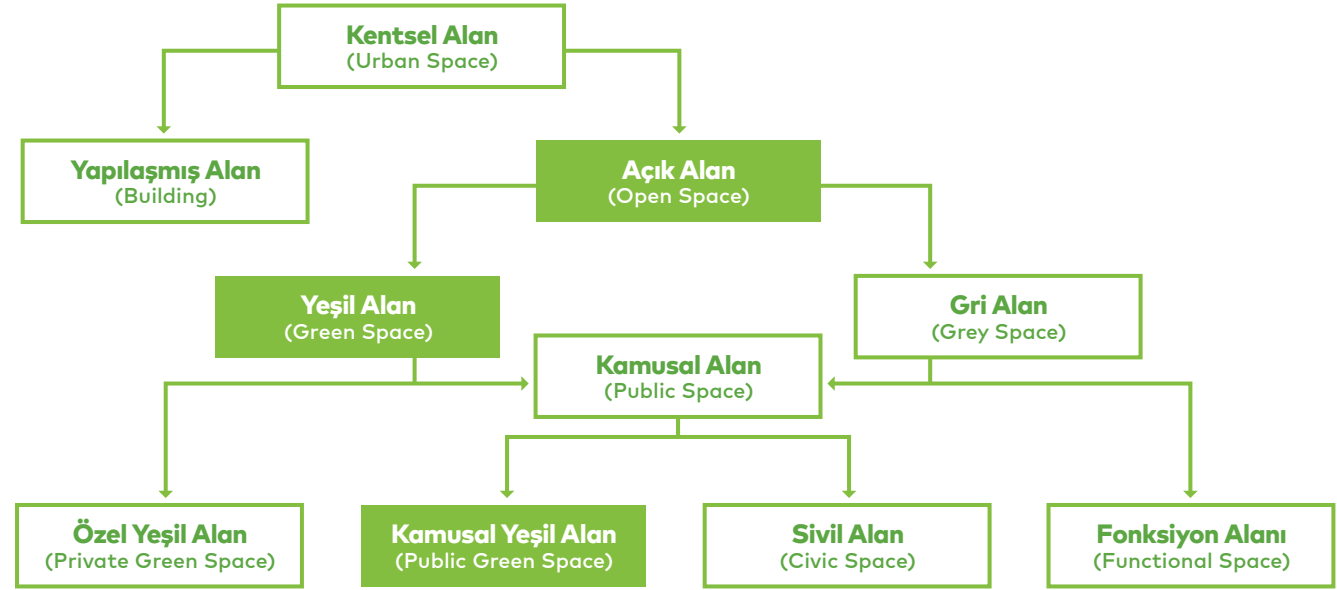 Kentsel Alan
(Urban Space)
Yapılaşmış Alan
(Building)
Açık Alan
(Open Space)
Yeşil Alan
(Green Space)
Gri Alan
(Grey Space)
Kamusal Alan
(Public Space)
Özel Yeşil Alan
(Private Green Space)
Kamusal Yeşil Alan
(Public Green Space)
Sivil Alan
(Civic Space)
Fonksiyon Alanı
(Functional Space)